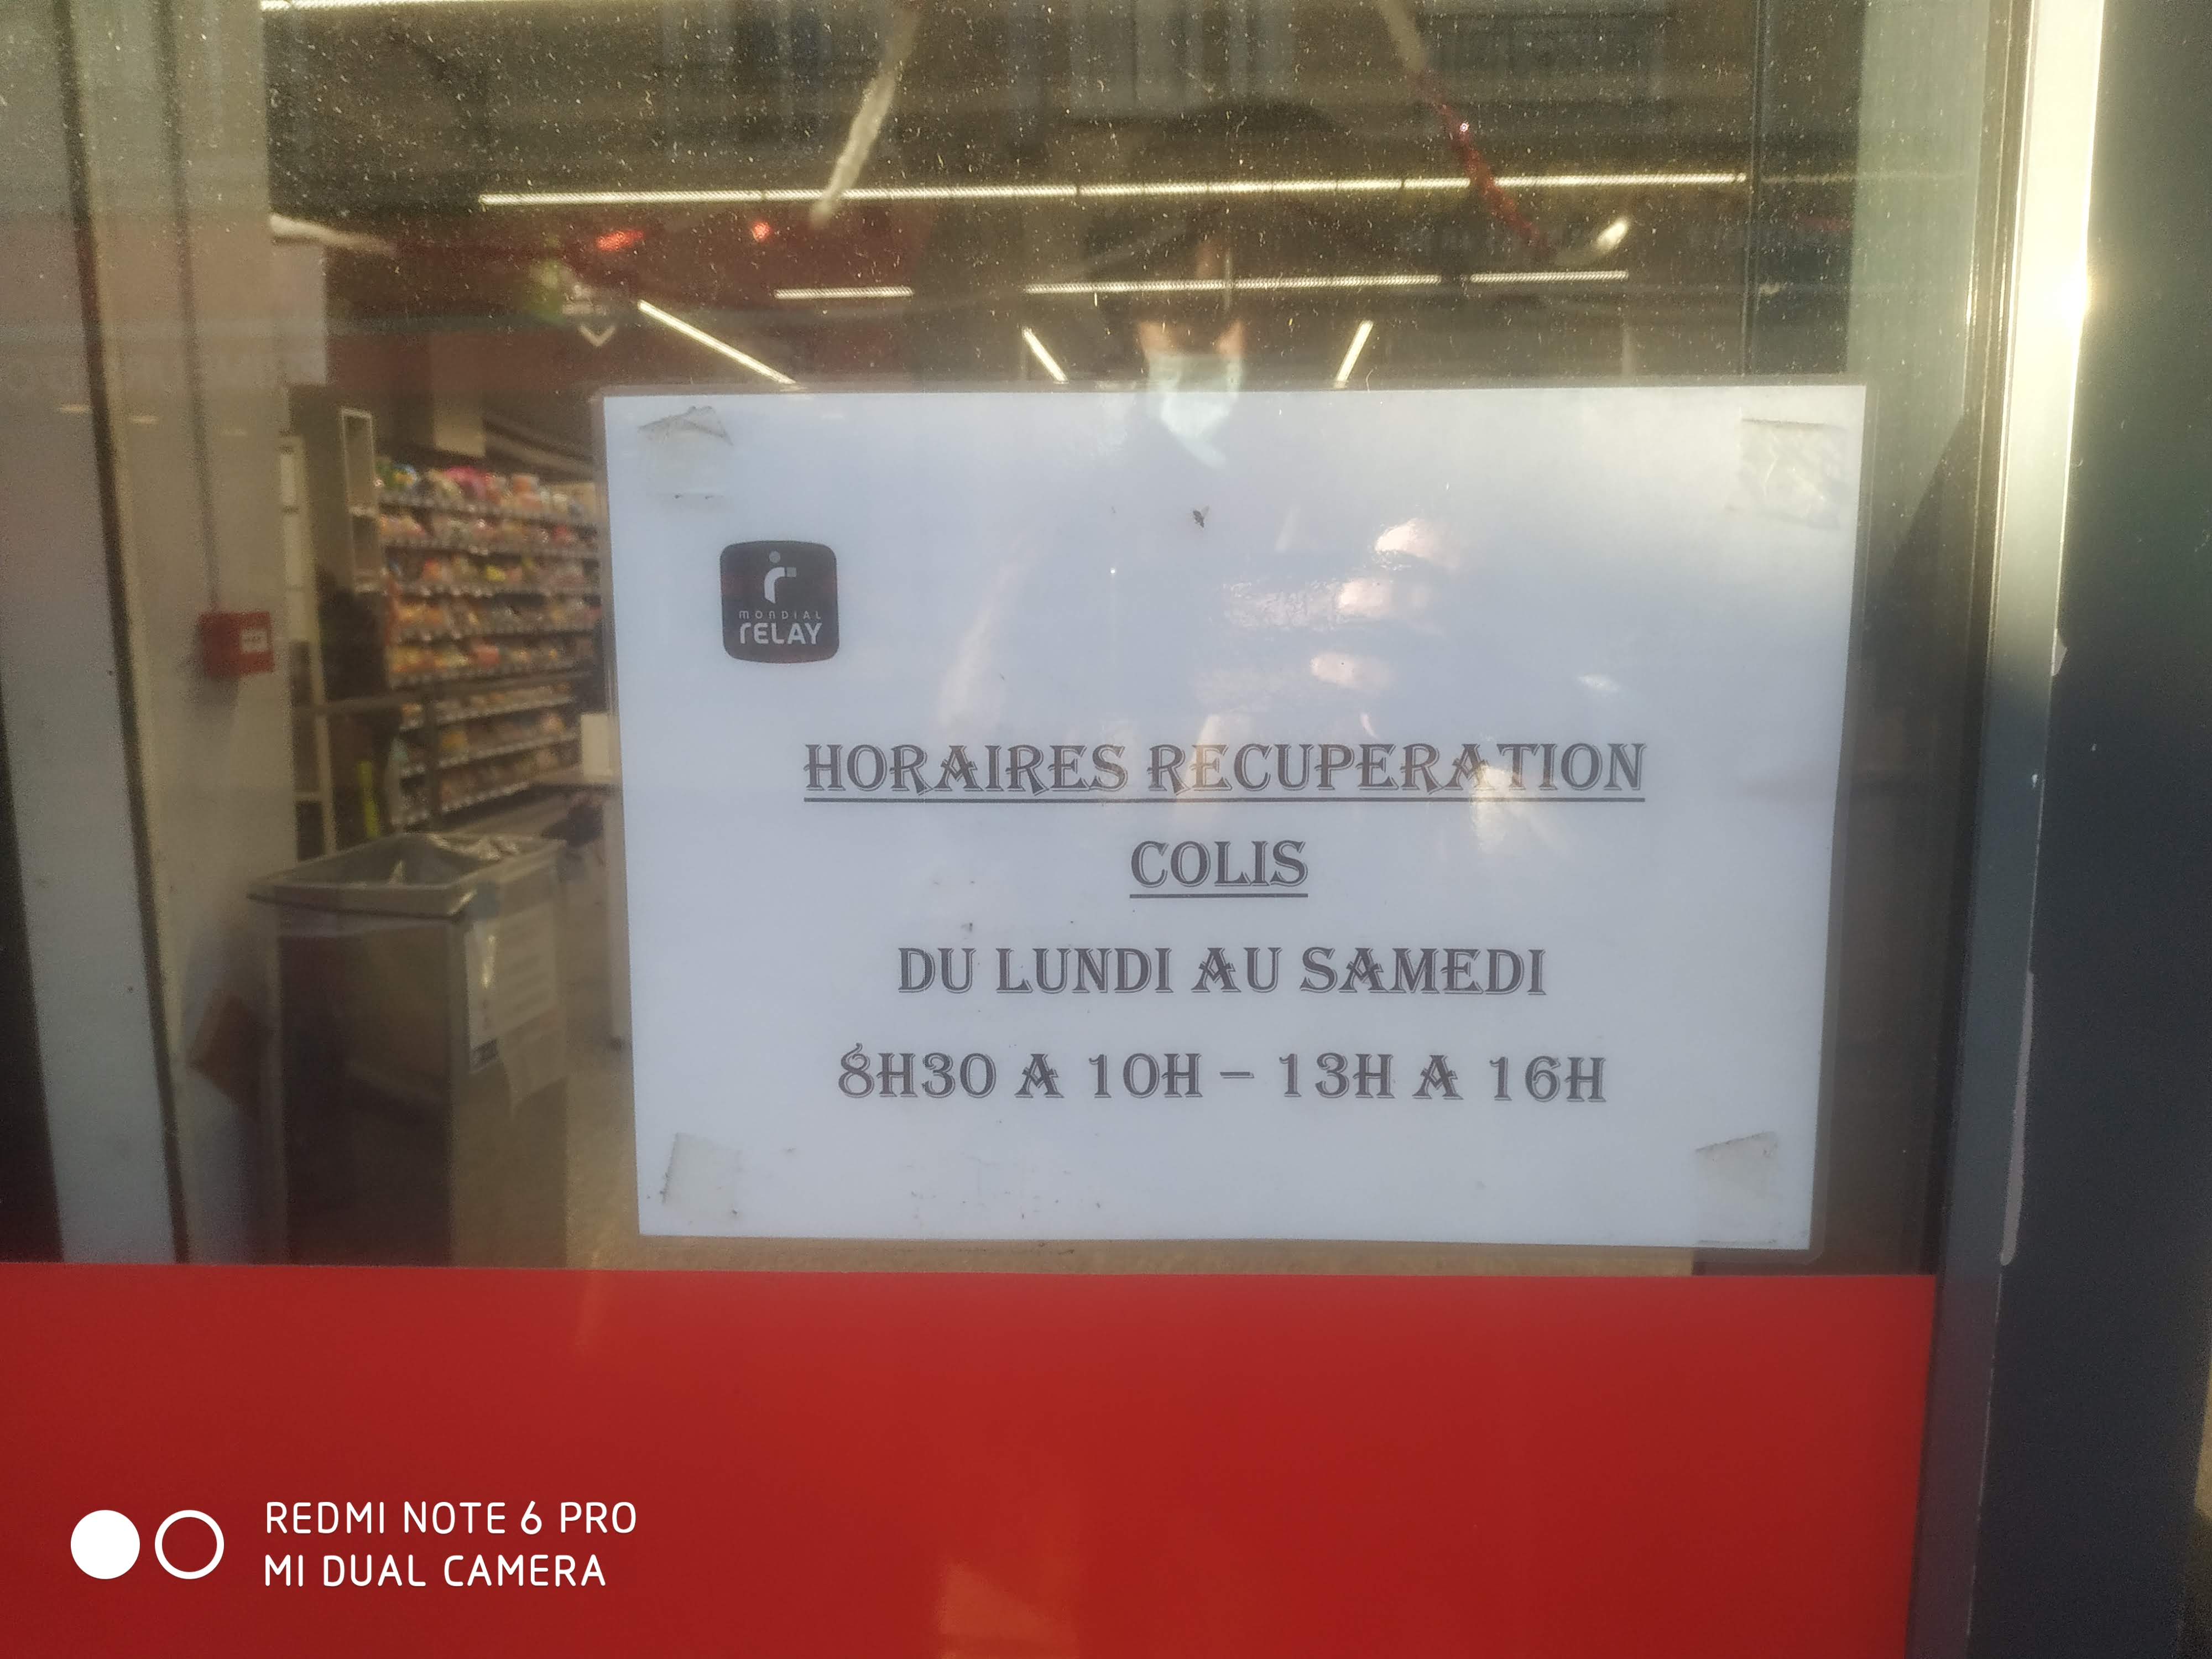 MONDIAL
RELAY
HORAIRES RECUPERATION
COLIS
DU LUNDI AU SAMEDI
8H30 A 10H – 13H A 16H
REDMI NOTE 6 PRO
MI DUAL CAMERA